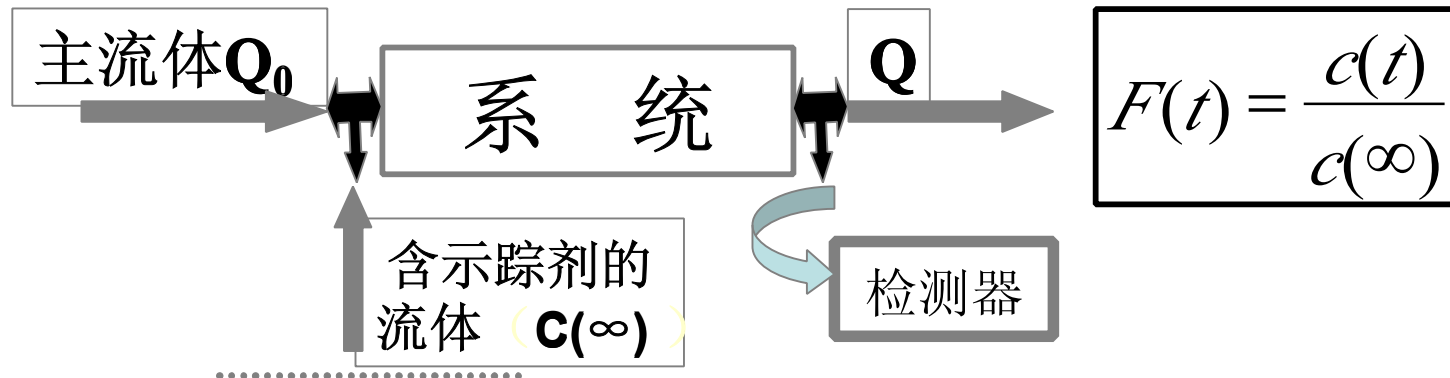 主流体Q₀
系 统
Q
F(t) = c(t) / c(∞)
含示踪剂的
流体（C(∞)）
检测器